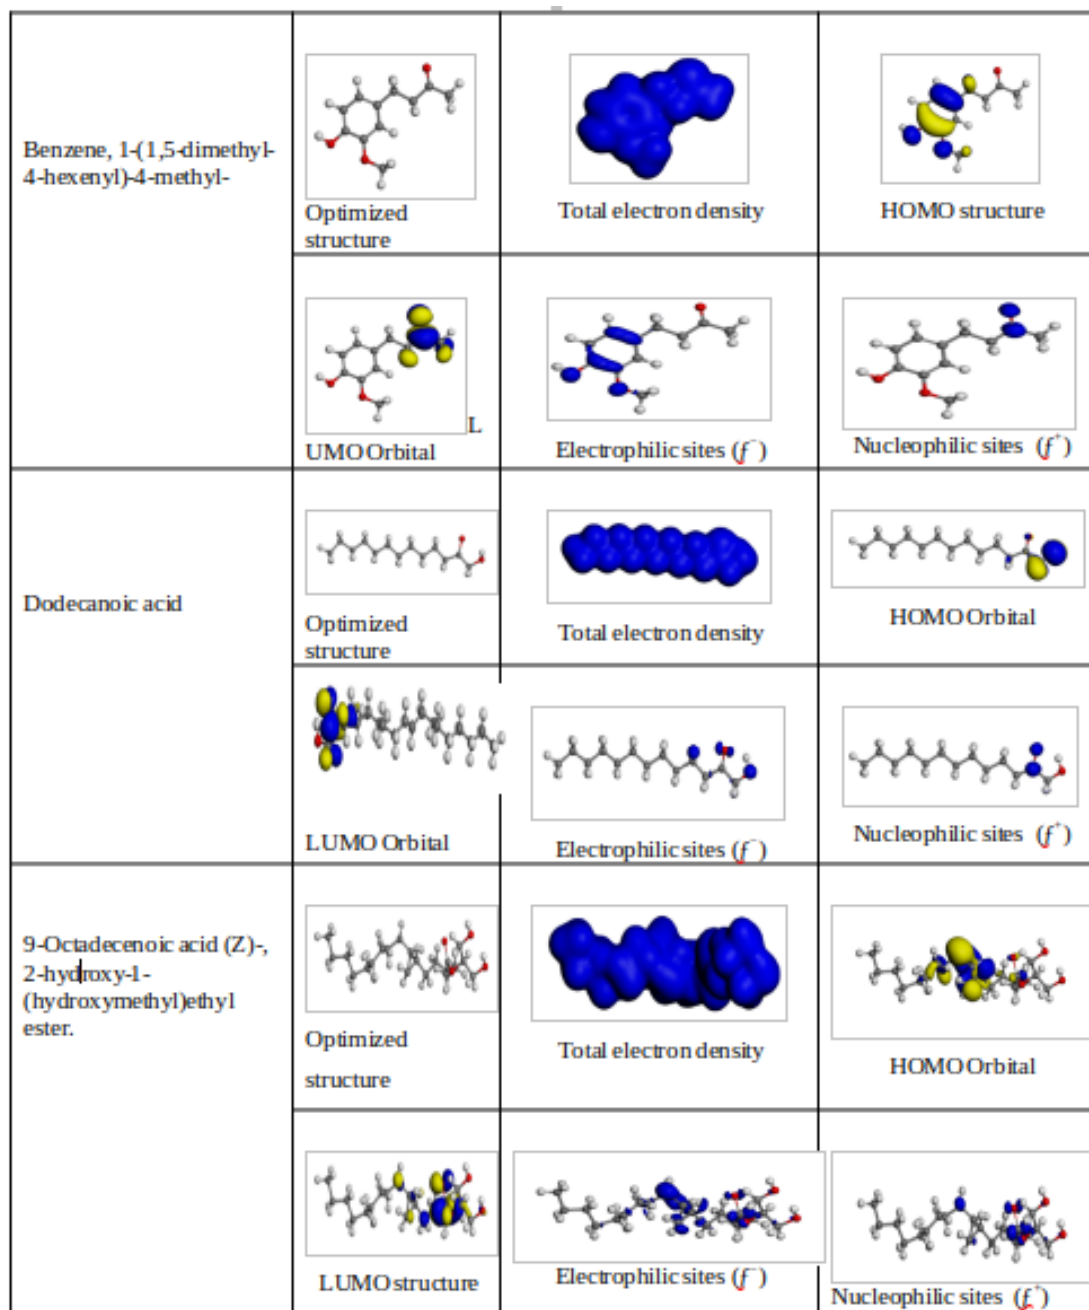 Benzene, 1-(1,5-dimethyl-
4-hexenyl)-4-methyl-
Optimized
structure
Total electron density
HOMO structure
L
UMO Orbital
Electrophilic sites (f⁻)
Nucleophilic sites (f⁺)
Dodecanoic acid
Optimized
structure
Total electron density
HOMO Orbital
LUMO Orbital
Electrophilic sites (f⁻)
Nucleophilic sites (f⁺)
9-Octadecenoic acid (Z)-,
2-hydroxy-1-
(hydroxymethyl)ethyl
ester.
Optimized
structure
Total electron density
HOMO Orbital
LUMO structure
Electrophilic sites (f⁻)
Nucleophilic sites (f⁺)